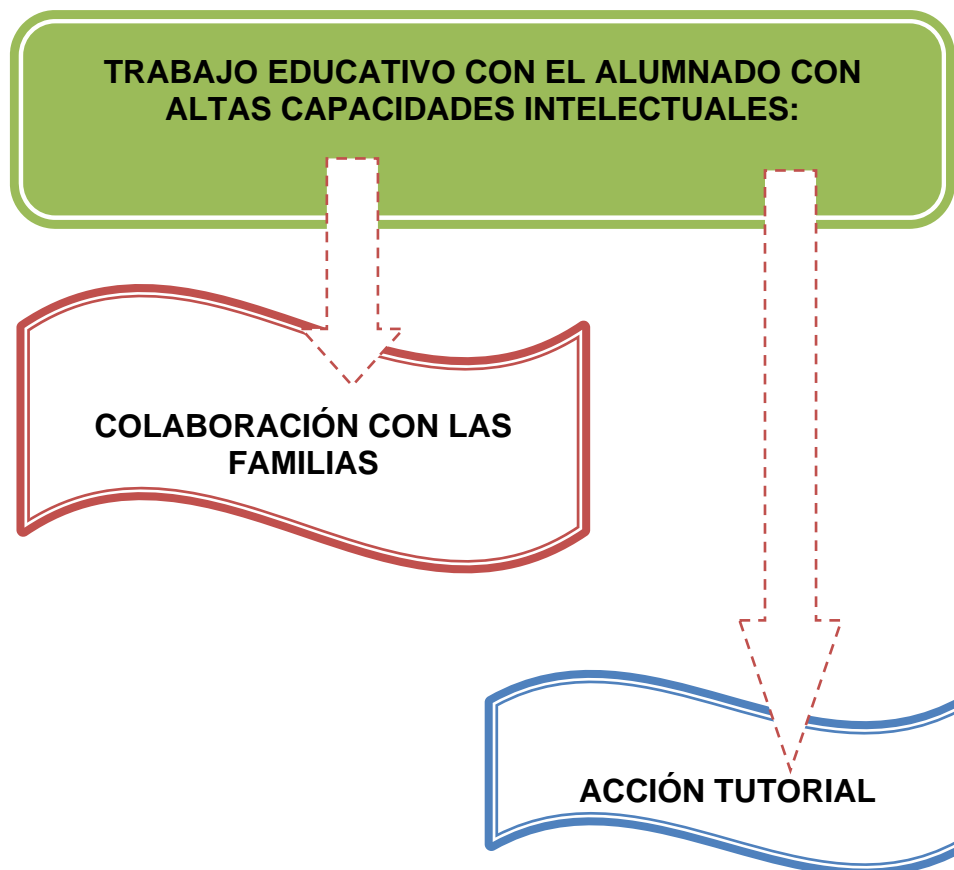 TRABAJO EDUCATIVO CON EL ALUMNADO CON
ALTAS CAPACIDADES INTELECTUALES:
COLABORACIÓN CON LAS
FAMILIAS
ACCIÓN TUTORIAL